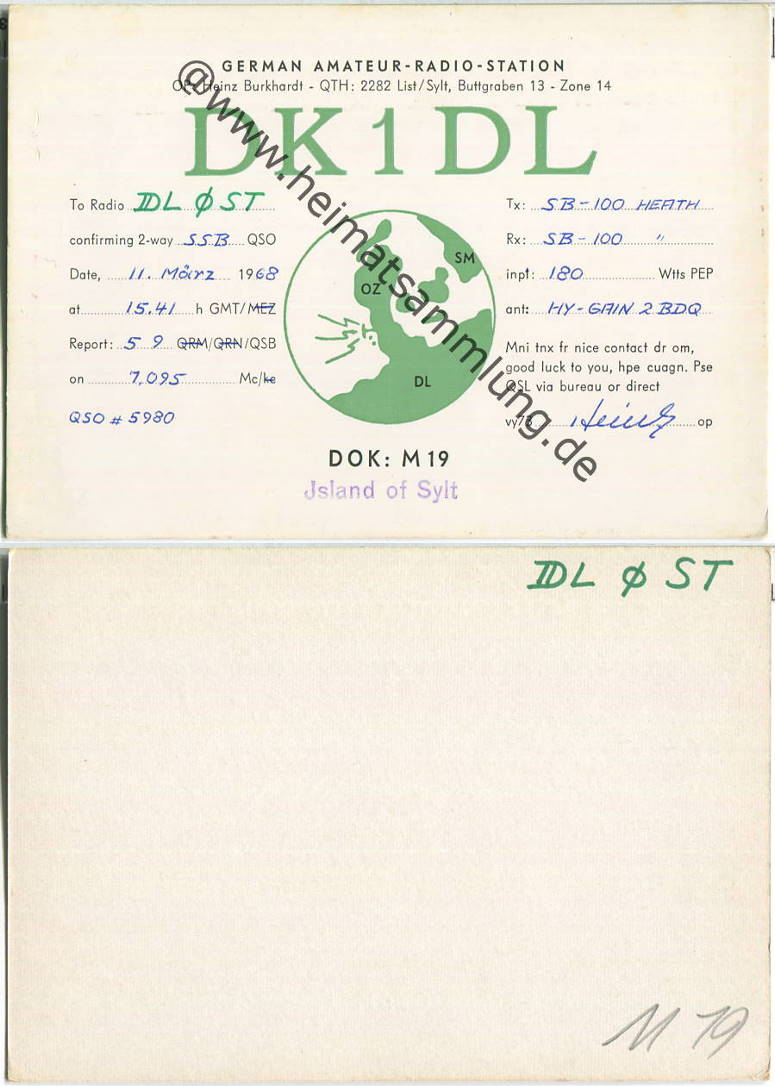 GERMAN AMATEUR-RADIO-STATION
OP: Heinz Burkhardt - QTH: 2282 List/Sylt, Buttgraben 13 - Zone 14
DK1DL
To Radio DL Ø ST
confirming 2-way SSB QSO
Date, 11. März 1968
at 15.41 h GMT/MEZ
Report: 5 9 QRM/QRN/QSB
on 7.095 Mc/kc
QSO # 5980
SM
OZ
DL
Tx: SB-100 HEATH
Rx: SB-100 "
inpt: 180 Wtts PEP
ant: HY-GAIN 2 BDQ
Mni tnx fr nice contact dr om,
good luck to you, hpe cuagn. Pse
QSL via bureau or direct
vy73 Heinz op
DOK: M 19
Jsland of Sylt
@www.heimatsammlung.de
DL Ø ST
M 19